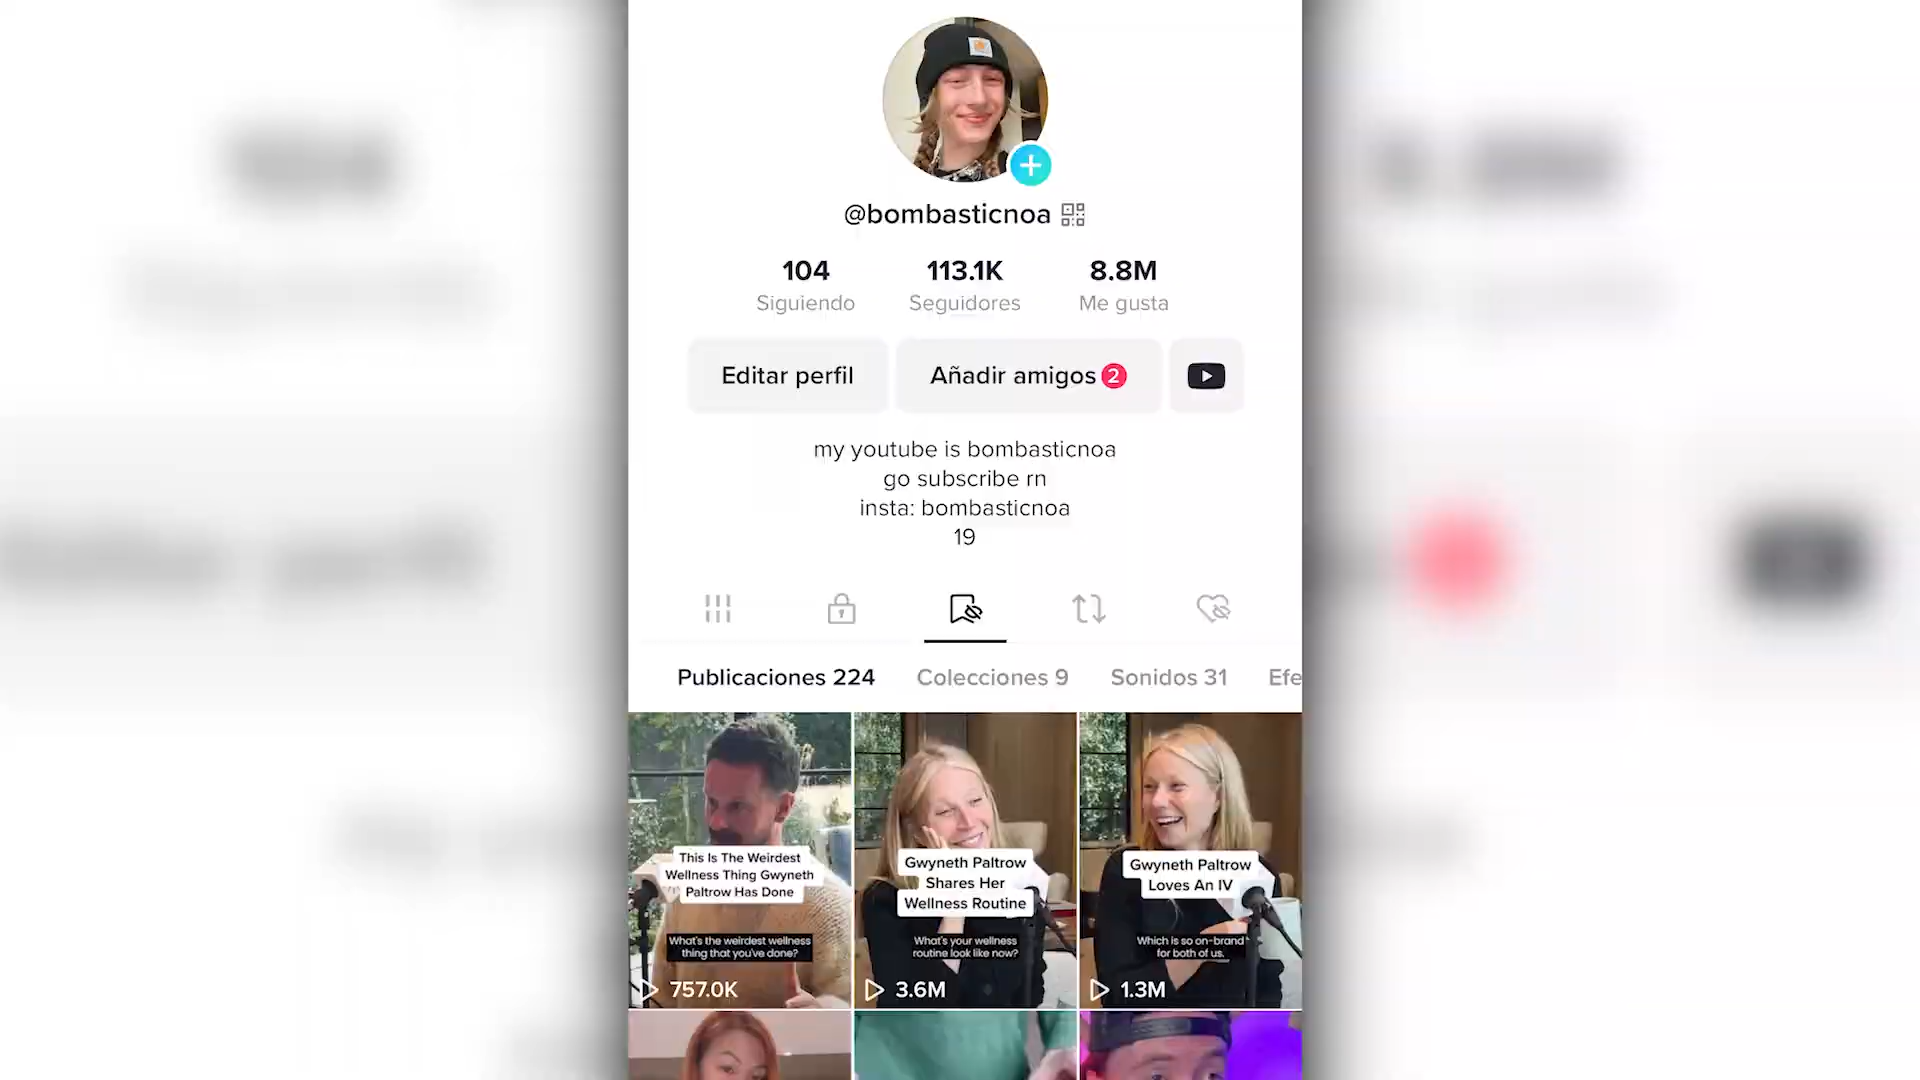 @bombasticnoa
104 113.1K 8.8M
Siguiendo Seguidores Me gusta
Editar perfil Añadir amigos 2
my youtube is bombasticnoa
go subscribe rn
insta: bombasticnoa
19
Publicaciones 224 Colecciones 9 Sonidos 31 Efe
This Is The Weirdest
Wellness Thing Gwyneth
Paltrow Has Done
What's the weirdest wellness
thing that you've done?
757.0K
Gwyneth Paltrow
Shares Her
Wellness Routine
What's your wellness
routine look like now?
3.6M
Gwyneth Paltrow
Loves An IV
Which is so on-brand
for both of us.
1.3M